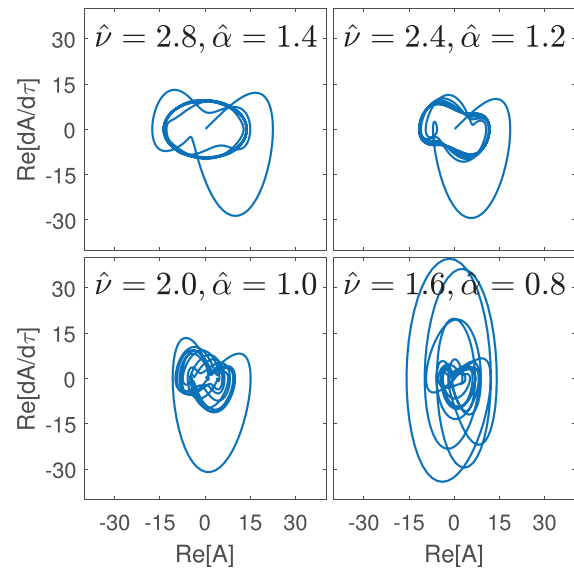 ν̂ = 2.8, α̂ = 1.4
ν̂ = 2.4, α̂ = 1.2
30
15
0
-15
-30
Re[dA/dτ]
ν̂ = 2.0, α̂ = 1.0
ν̂ = 1.6, α̂ = 0.8
30
15
0
-15
-30
Re[dA/dτ]
-30 -15 0 15 30
-30 -15 0 15 30
Re[A]
Re[A]